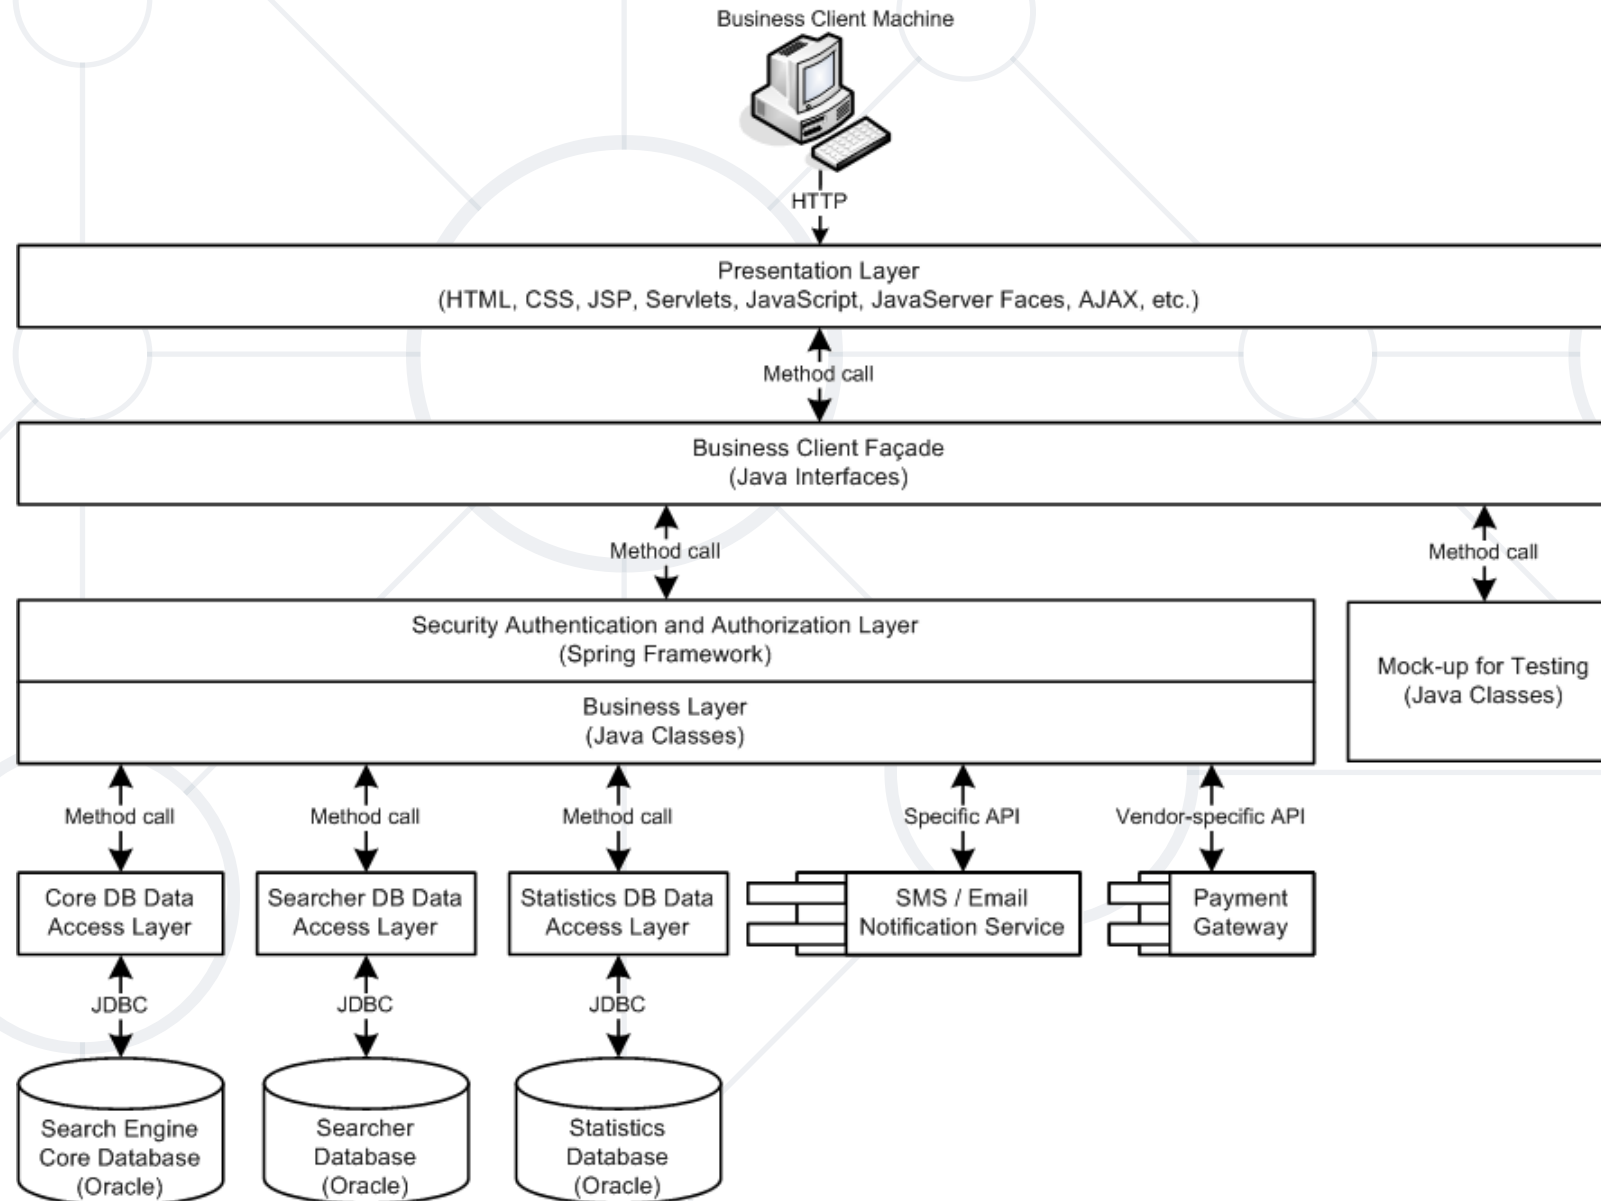 Business Client Machine
HTTP
Presentation Layer
(HTML, CSS, JSP, Servlets, JavaScript, JavaServer Faces, AJAX, etc.)
Method call
Business Client Façade
(Java Interfaces)
Method call
Method call
Security Authentication and Authorization Layer
(Spring Framework)
Business Layer
(Java Classes)
Mock-up for Testing
(Java Classes)
Method call
Method call
Method call
Specific API
Vendor-specific API
Core DB Data
Access Layer
Searcher DB Data
Access Layer
Statistics DB Data
Access Layer
SMS / Email
Notification Service
Payment
Gateway
JDBC
JDBC
JDBC
Search Engine
Core Database
(Oracle)
Searcher
Database
(Oracle)
Statistics
Database
(Oracle)